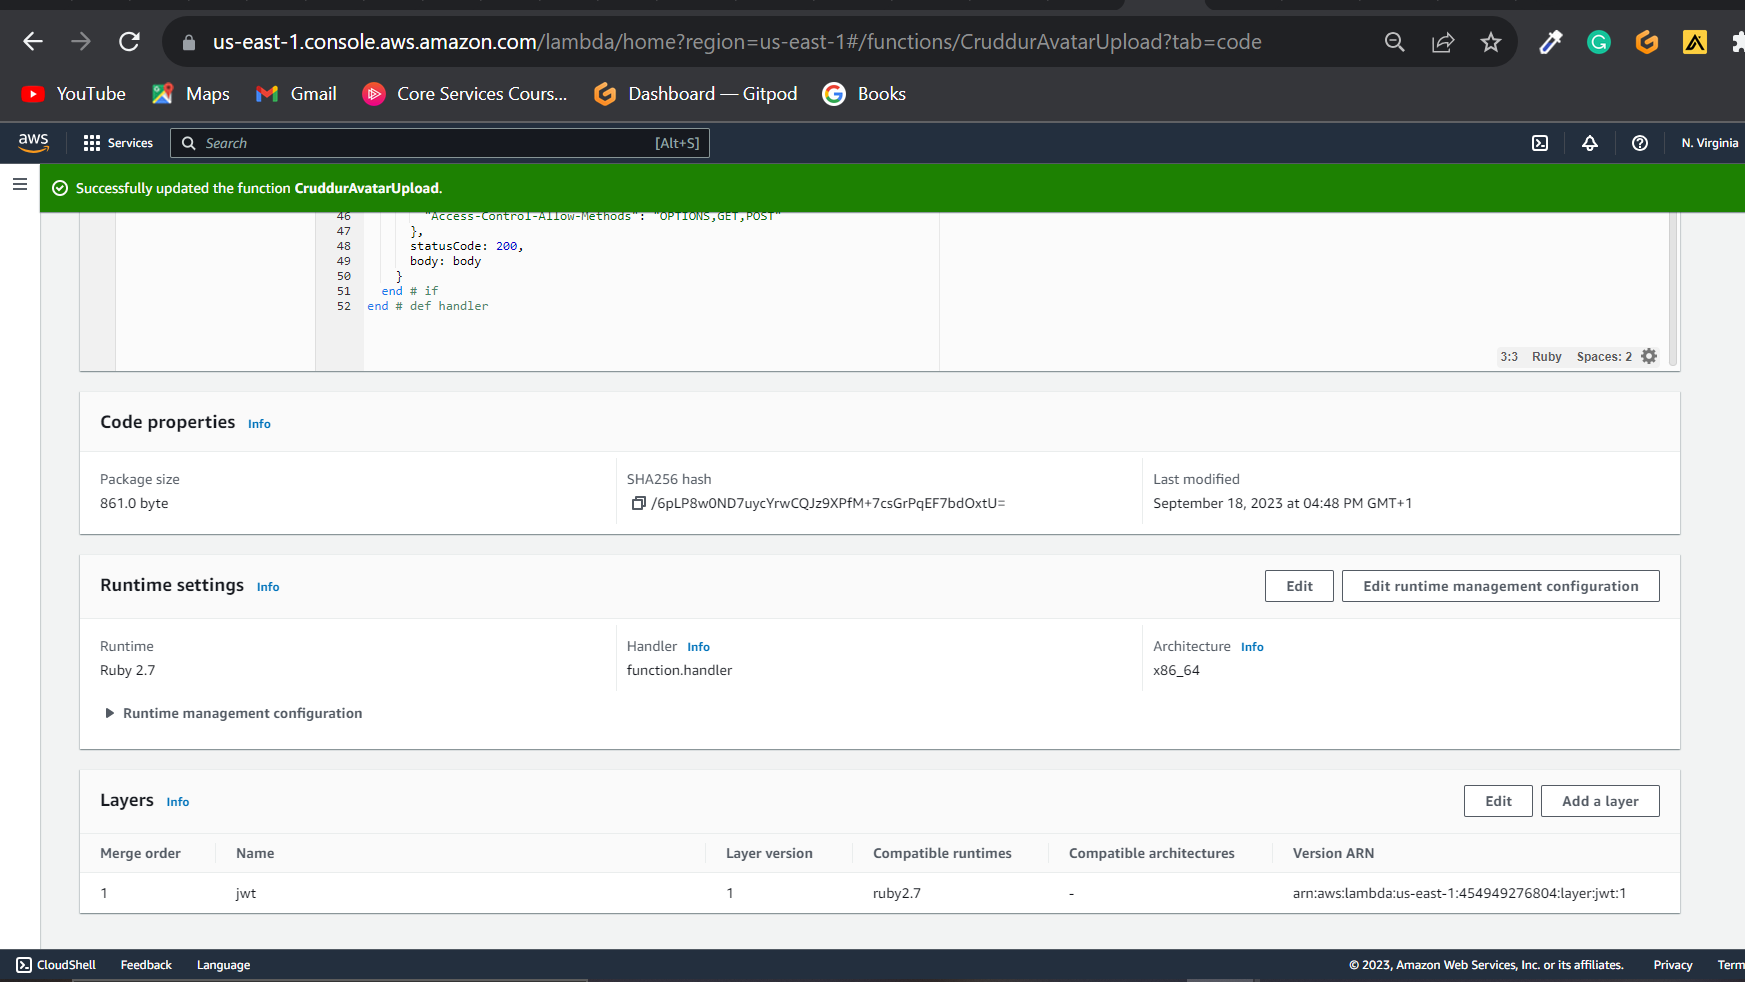 us-east-1.console.aws.amazon.com/lambda/home?region=us-east-1#/functions/CruddurAvatarUpload?tab=code
YouTube Maps Gmail Core Services Cours... Dashboard — Gitpod Books
aws Services Search [Alt+S] N. Virginia
Successfully updated the function CruddurAvatarUpload.
46 "Access-Control-Allow-Methods": "OPTIONS,GET,POST"
47 },
48 statusCode: 200,
49 body: body
50 }
51 end # if
52 end # def handler
3:3 Ruby Spaces: 2
Code properties Info
Package size SHA256 hash Last modified
861.0 byte /6pLP8w0ND7uycYrwCQJz9XPfM+7csGrPqEF7bdOxtU= September 18, 2023 at 04:48 PM GMT+1
Runtime settings Info Edit Edit runtime management configuration
Runtime Handler Info Architecture Info
Ruby 2.7 function.handler x86_64
Runtime management configuration
Layers Info Edit Add a layer
Merge order Name Layer version Compatible runtimes Compatible architectures Version ARN
1 jwt 1 ruby2.7 - arn:aws:lambda:us-east-1:454949276804:layer:jwt:1
CloudShell Feedback Language © 2023, Amazon Web Services, Inc. or its affiliates. Privacy Term